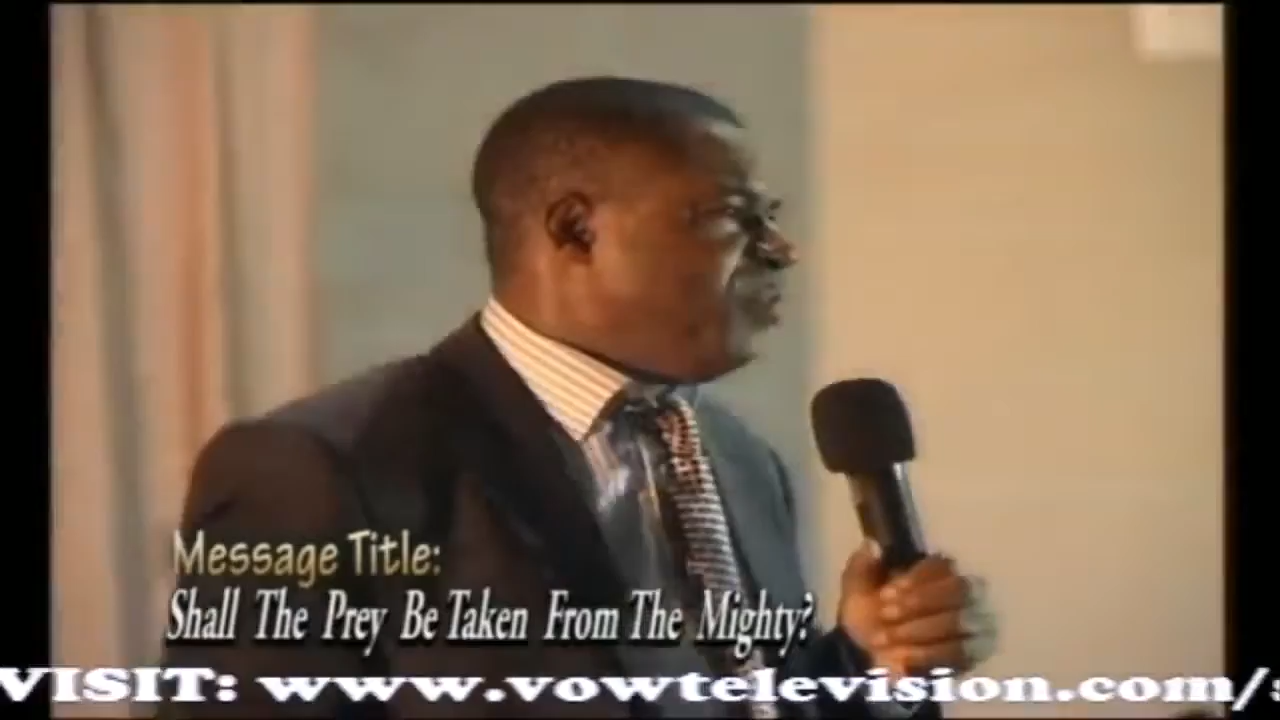 Message Title:
Shall The Prey Be Taken From The Mighty?
VISIT: www.vowtelevision.com/